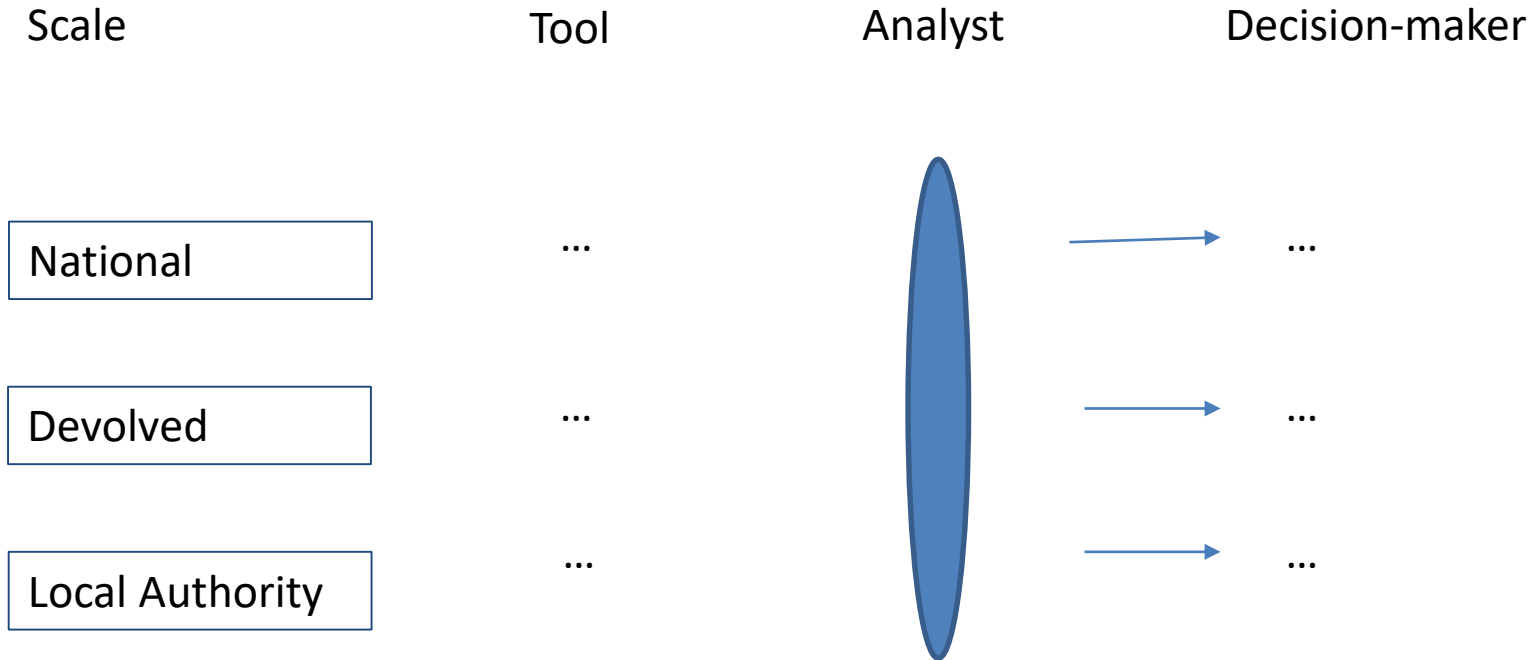 Scale Tool Analyst Decision-maker
National ... ...
Devolved ... ...
Local Authority ... ...